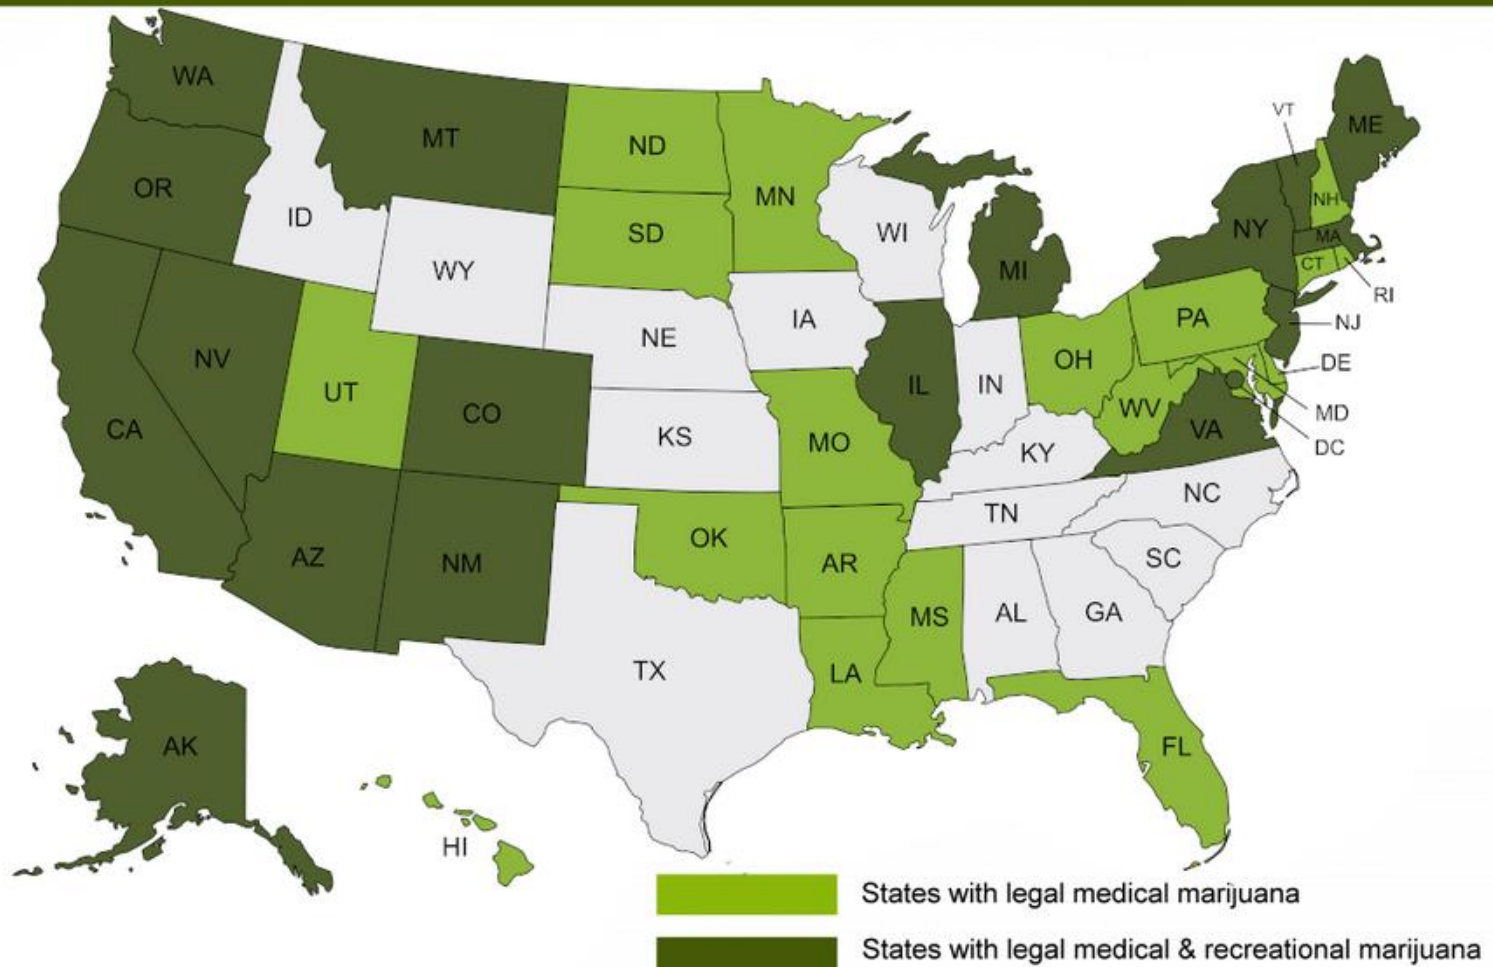 WA
MT
ND
MN
VT
ME
OR
ID
SD
WI
NH
NY
MA
WY
MI
CT
RI
IA
PA
NJ
NE
NV
OH
DE
UT
IL
IN
CO
WV
MD
CA
KS
MO
VA
DC
KY
NC
TN
OK
AZ
NM
AR
SC
MS
AL
GA
TX
LA
AK
FL
HI
States with legal medical marijuana
States with legal medical & recreational marijuana